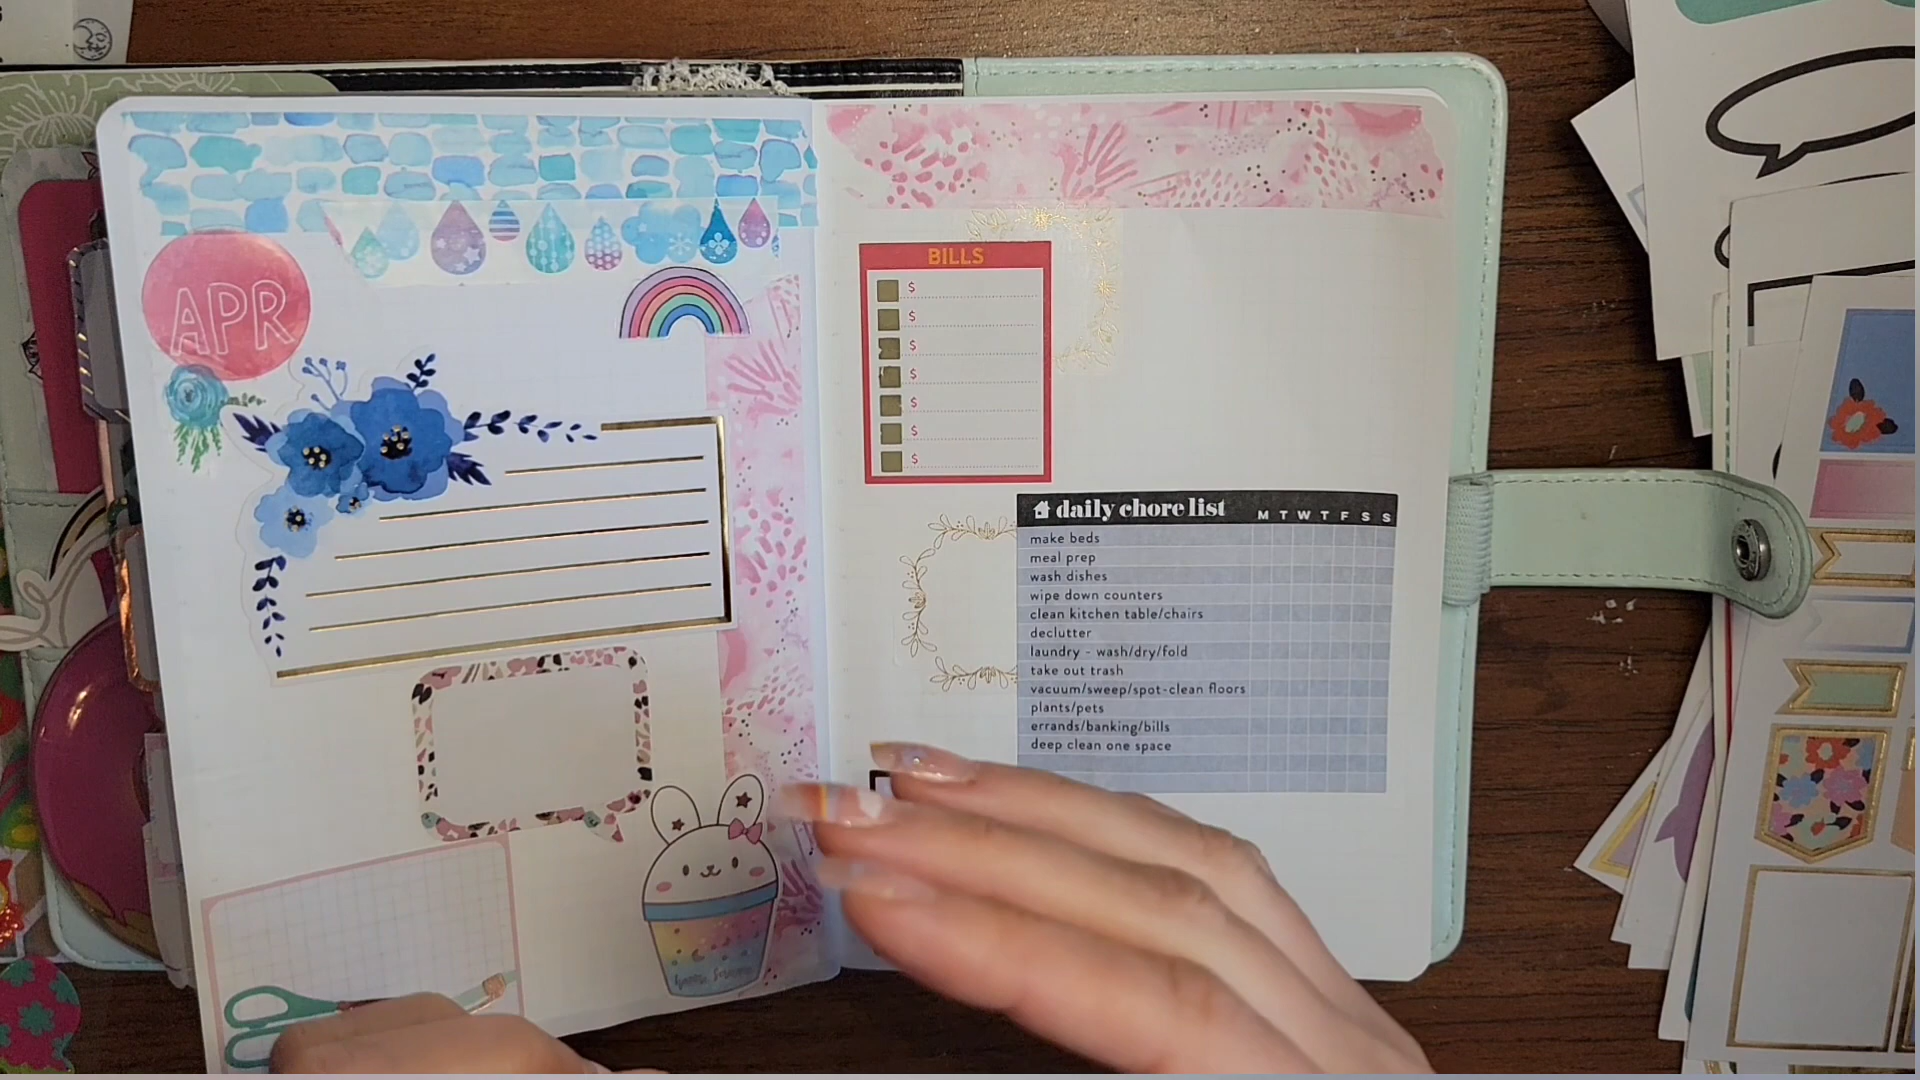 APR
BILLS
$
$
$
$
$
$
$
daily chore list M T W T F S S
make beds
meal prep
wash dishes
wipe down counters
clean kitchen table/chairs
declutter
laundry - wash/dry/fold
take out trash
vacuum/sweep/spot-clean floors
plants/pets
errands/banking/bills
deep clean one space